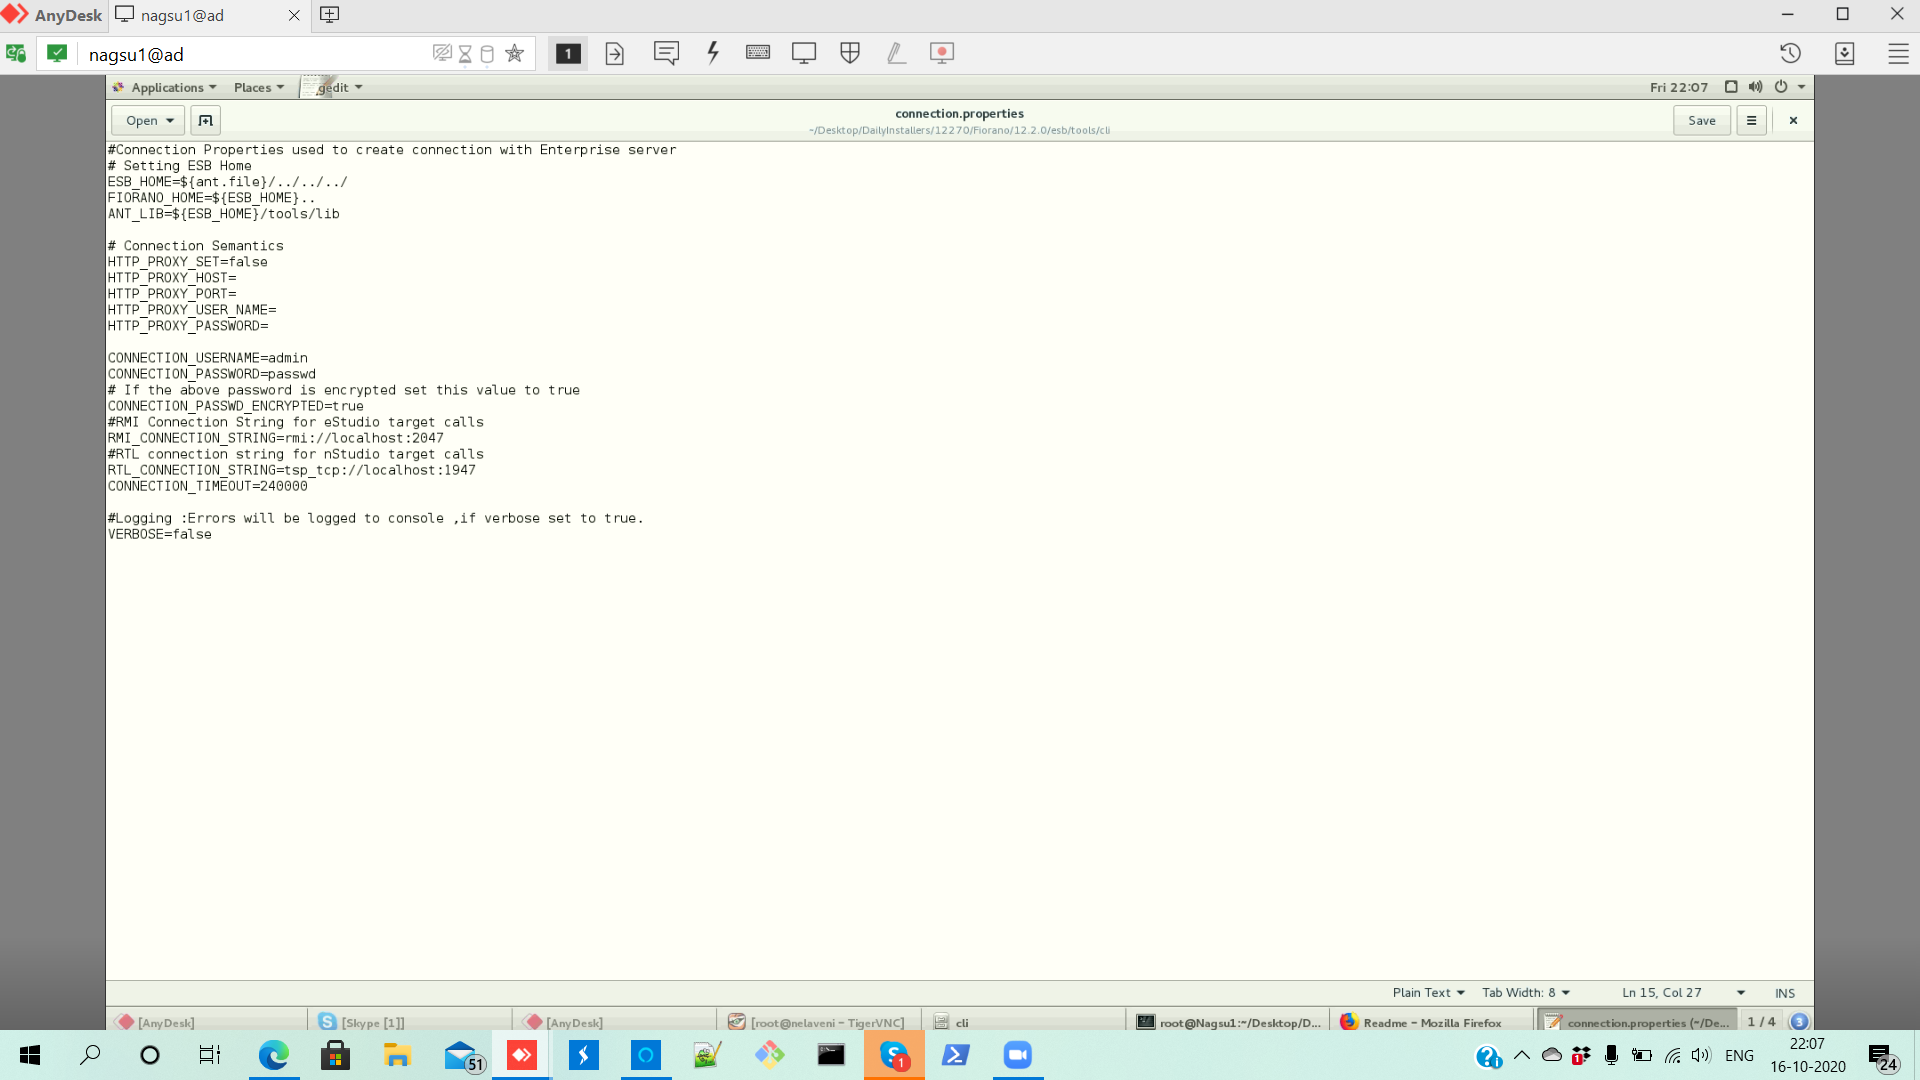 AnyDesk
nagsu1@ad
nagsu1@ad
1
Applications
Places
gedit
Fri 22:07
Open
connection.properties
~/Desktop/DailyInstallers/12270/Fiorano/12.2.0/esb/tools/cli
Save
#Connection Properties used to create connection with Enterprise server
# Setting ESB Home
ESB_HOME=${ant.file}/../../../
FIORANO_HOME=${ESB_HOME}..
ANT_LIB=${ESB_HOME}/tools/lib
# Connection Semantics
HTTP_PROXY_SET=false
HTTP_PROXY_HOST=
HTTP_PROXY_PORT=
HTTP_PROXY_USER_NAME=
HTTP_PROXY_PASSWORD=
CONNECTION_USERNAME=admin
CONNECTION_PASSWORD=passwd
# If the above password is encrypted set this value to true
CONNECTION_PASSWD_ENCRYPTED=true
#RMI Connection String for eStudio target calls
RMI_CONNECTION_STRING=rmi://localhost:2047
#RTL connection string for nStudio target calls
RTL_CONNECTION_STRING=tsp_tcp://localhost:1947
CONNECTION_TIMEOUT=240000
#Logging :Errors will be logged to console ,if verbose set to true.
VERBOSE=false
Plain Text
Tab Width: 8
Ln 15, Col 27
INS
[AnyDesk]
[Skype [1]]
[AnyDesk]
[root@nelaveni - TigerVNC]
cli
root@Nagsu1:~/Desktop/D...
Readme - Mozilla Firefox
connection.properties (~/De...
1 / 4
3
51
1
1
ENG
22:07
16-10-2020
24